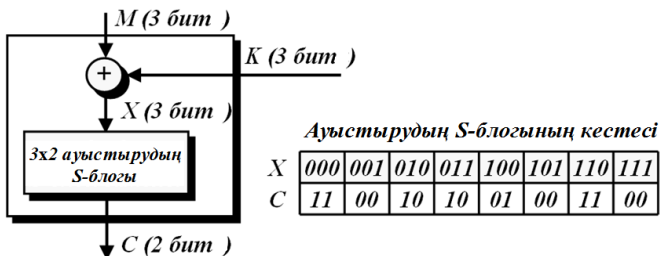 M (3 бит )
K (3 бит )
+
X (3 бит )
3x2 ауыстырудың
S-блогы
C (2 бит )
Ауыстырудың S-блогының кестесі
X 000 001 010 011 100 101 110 111
C 11 00 10 10 01 00 11 00